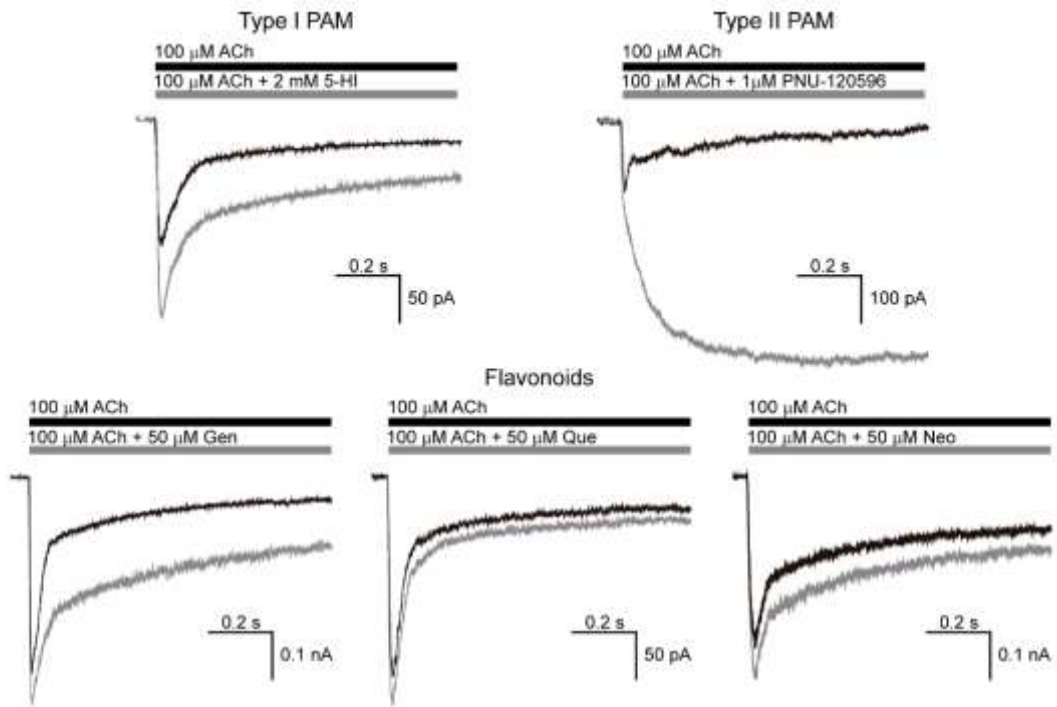 Type I PAM
100 μM ACh
100 μM ACh + 2 mM 5-HI
0.2 s
50 pA
Type II PAM
100 μM ACh
100 μM ACh + 1μM PNU-120596
0.2 s
100 pA
Flavonoids
100 μM ACh
100 μM ACh + 50 μM Gen
0.2 s
0.1 nA
100 μM ACh
100 μM ACh + 50 μM Que
0.2 s
50 pA
100 μM ACh
100 μM ACh + 50 μM Neo
0.2 s
0.1 nA